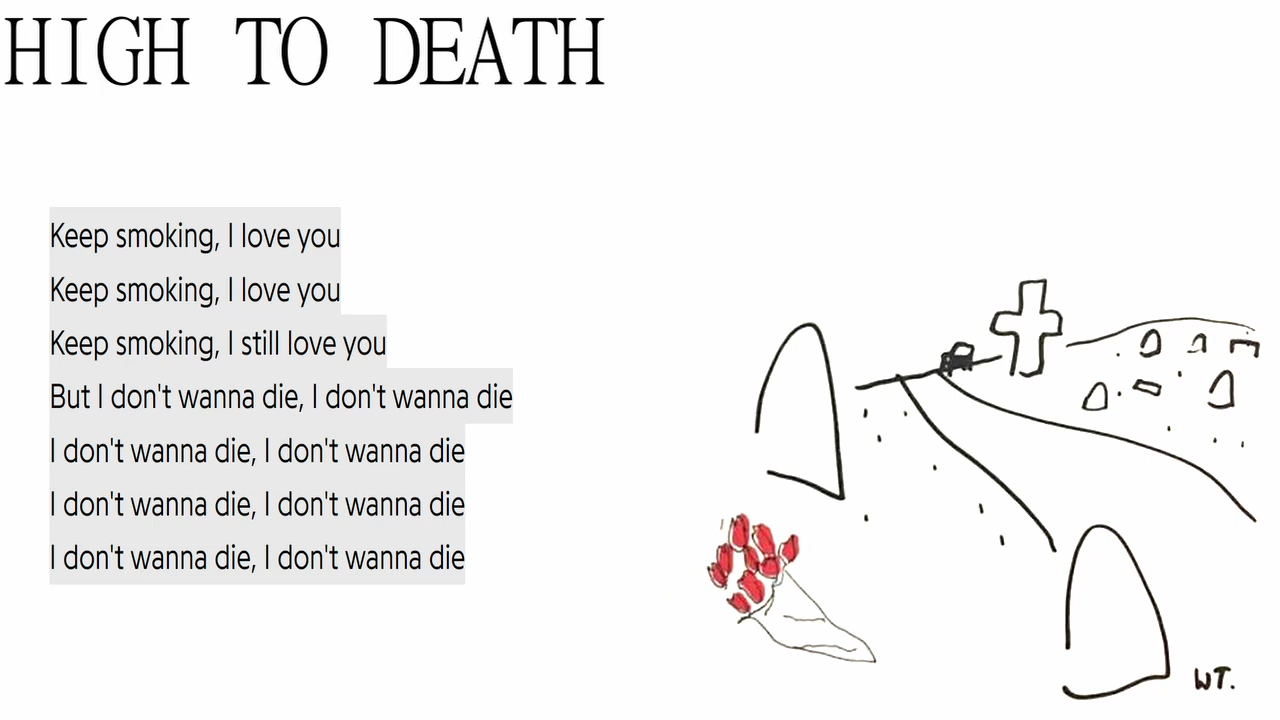 HIGH TO DEATH
Keep smoking, I love you
Keep smoking, I love you
Keep smoking, I still love you
But I don't wanna die, I don't wanna die
I don't wanna die, I don't wanna die
I don't wanna die, I don't wanna die
I don't wanna die, I don't wanna die
WT.